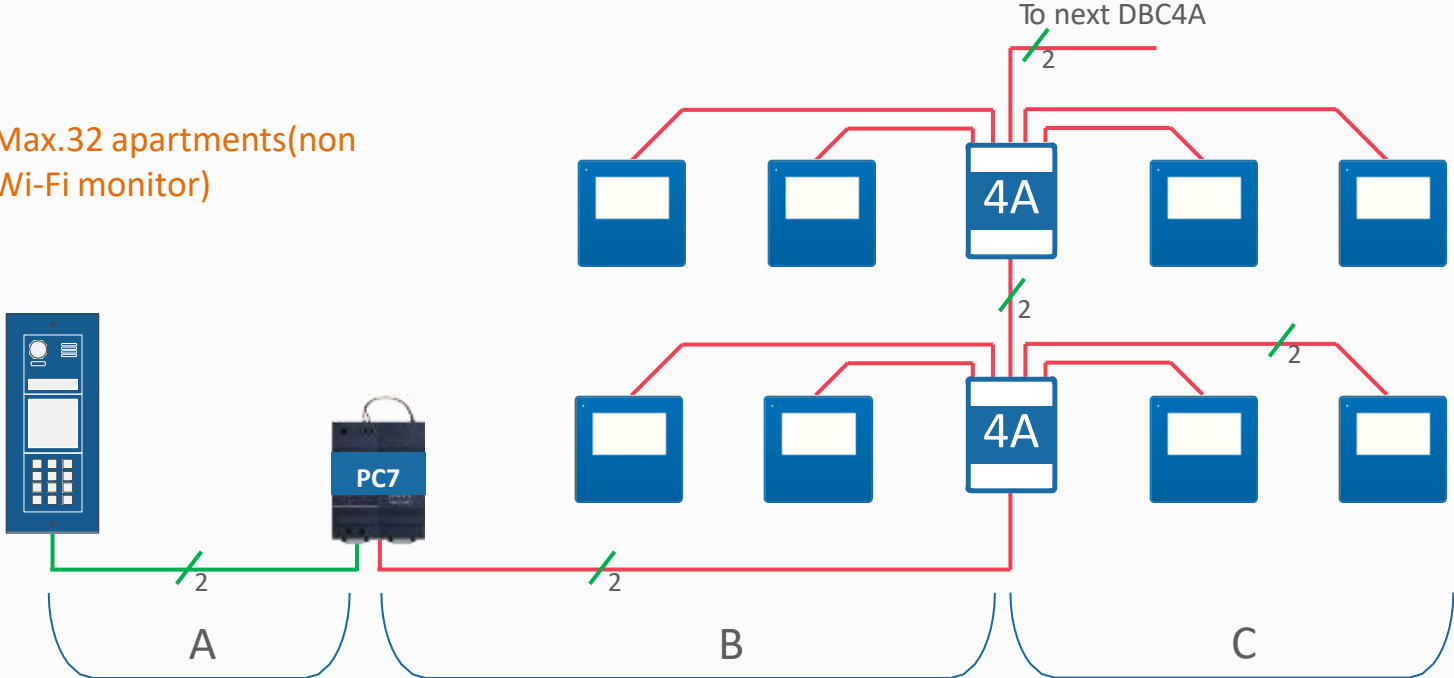 To next DBC4A
2
Max.32 apartments(non
Wi-Fi monitor)
4A
2
2
4A
PC7
2
2
A
B
C